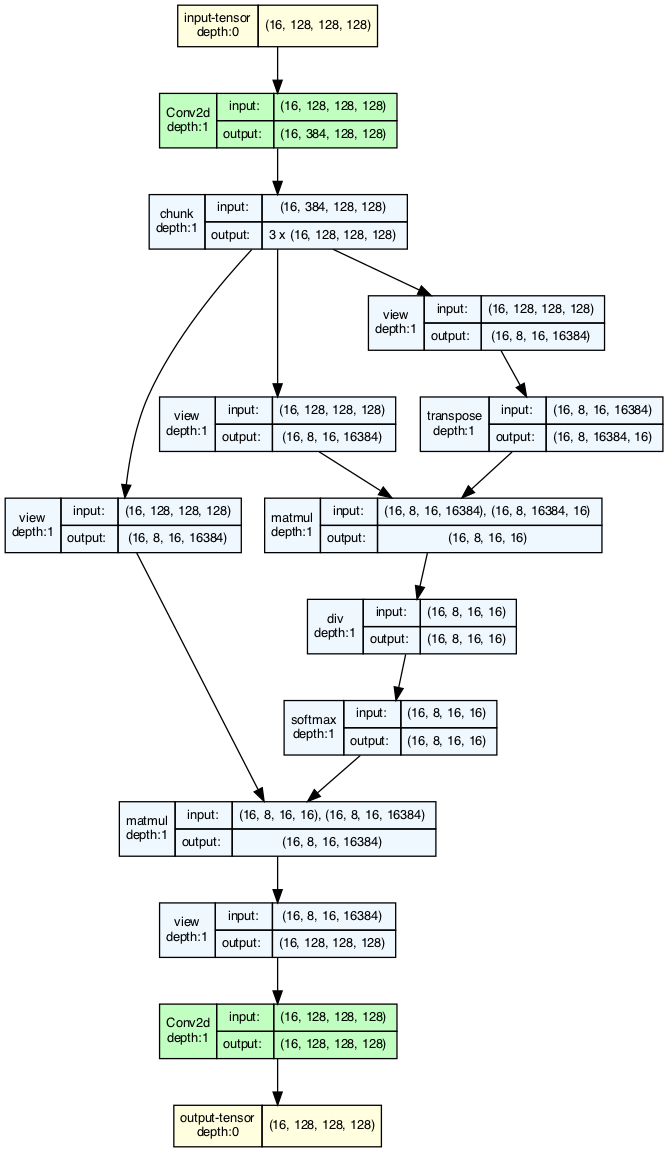 input-tensor
depth:0
(16, 128, 128, 128)
Conv2d
depth:1
input:
(16, 128, 128, 128)
output:
(16, 384, 128, 128)
chunk
depth:1
input:
(16, 384, 128, 128)
output:
3 x (16, 128, 128, 128)
view
depth:1
input:
(16, 128, 128, 128)
output:
(16, 8, 16, 16384)
view
depth:1
input:
(16, 128, 128, 128)
output:
(16, 8, 16, 16384)
transpose
depth:1
input:
(16, 8, 16, 16384)
output:
(16, 8, 16384, 16)
view
depth:1
input:
(16, 128, 128, 128)
output:
(16, 8, 16, 16384)
matmul
depth:1
input:
(16, 8, 16, 16384), (16, 8, 16384, 16)
output:
(16, 8, 16, 16)
div
depth:1
input:
(16, 8, 16, 16)
output:
(16, 8, 16, 16)
softmax
depth:1
input:
(16, 8, 16, 16)
output:
(16, 8, 16, 16)
matmul
depth:1
input:
(16, 8, 16, 16), (16, 8, 16, 16384)
output:
(16, 8, 16, 16384)
view
depth:1
input:
(16, 8, 16, 16384)
output:
(16, 128, 128, 128)
Conv2d
depth:1
input:
(16, 128, 128, 128)
output:
(16, 128, 128, 128)
output-tensor
depth:0
(16, 128, 128, 128)